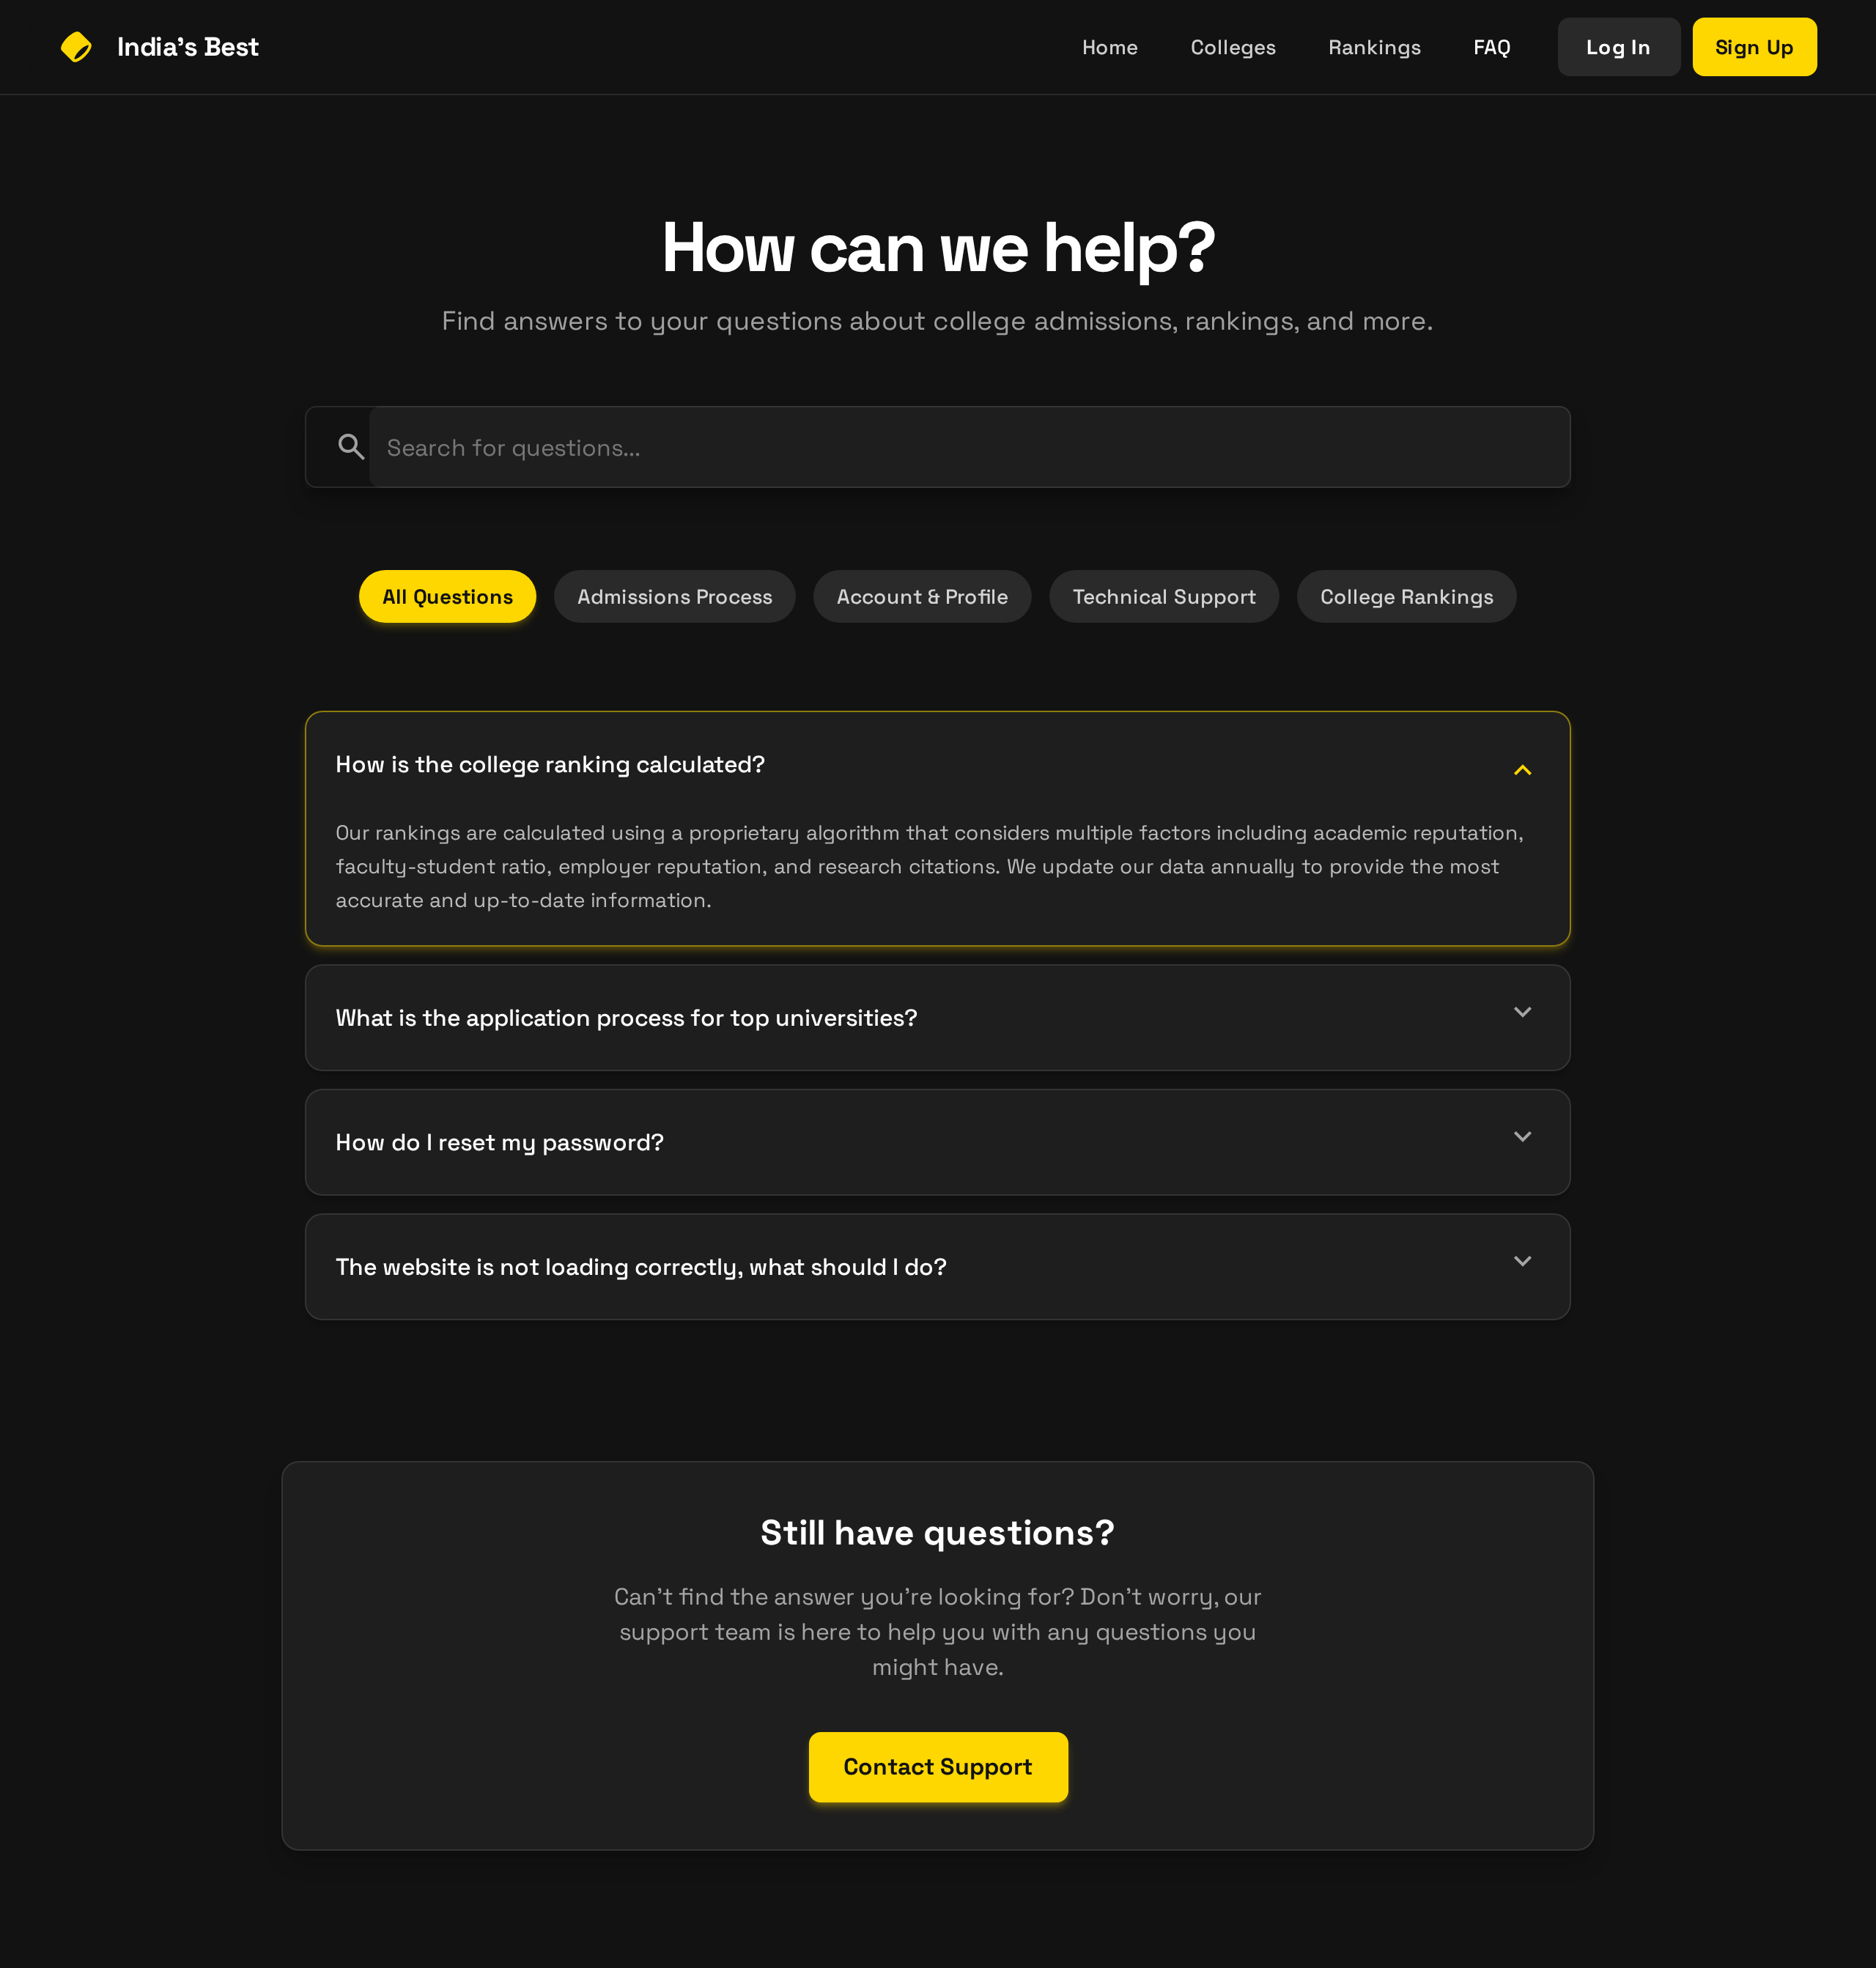 India's Best
Home
Colleges
Rankings
FAQ
Log In
Sign Up
How can we help?
Find answers to your questions about college admissions, rankings, and more.
Search for questions...
All Questions
Admissions Process
Account & Profile
Technical Support
College Rankings
How is the college ranking calculated?
Our rankings are calculated using a proprietary algorithm that considers multiple factors including academic reputation,
faculty-student ratio, employer reputation, and research citations. We update our data annually to provide the most
accurate and up-to-date information.
What is the application process for top universities?
How do I reset my password?
The website is not loading correctly, what should I do?
Still have questions?
Can't find the answer you're looking for? Don't worry, our
support team is here to help you with any questions you
might have.
Contact Support